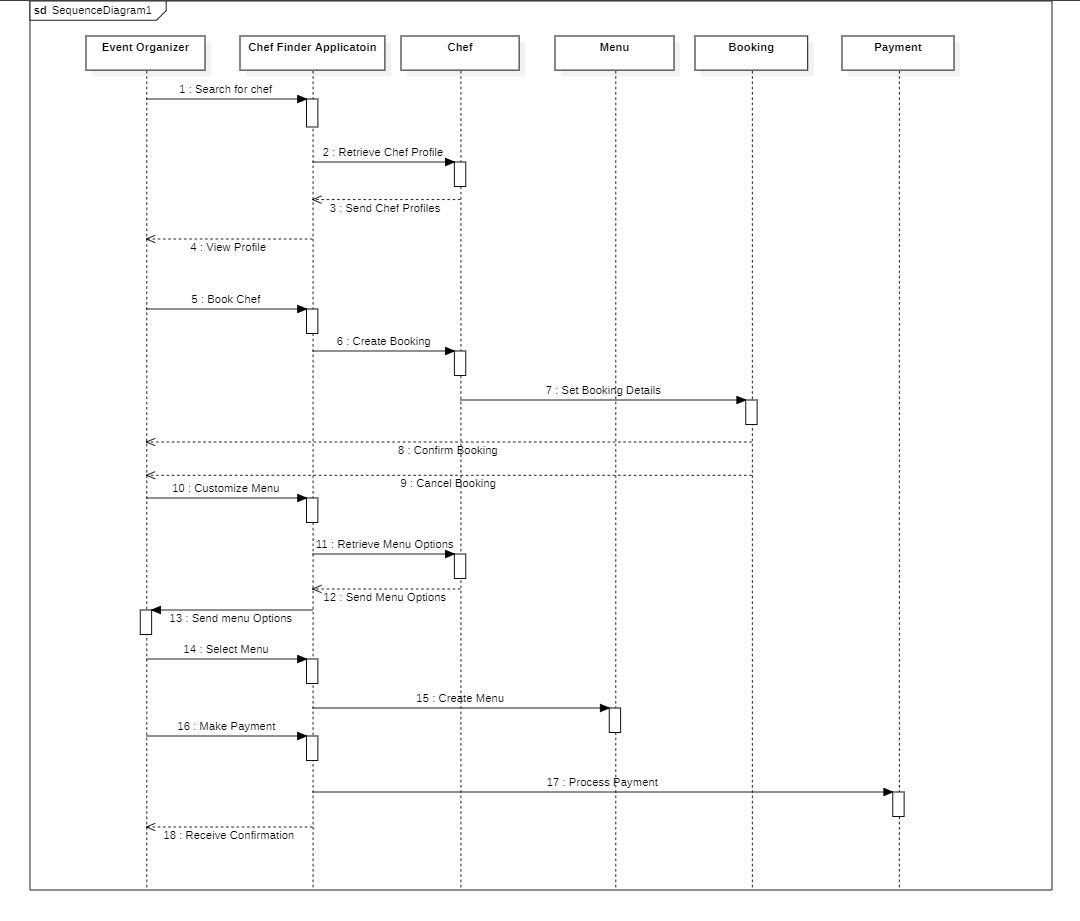 sd SequenceDiagram1
Event Organizer
Chef Finder Applicatoin
Chef
Menu
Booking
Payment
1 : Search for chef
2 : Retrieve Chef Profile
3 : Send Chef Profiles
4 : View Profile
5 : Book Chef
6 : Create Booking
7 : Set Booking Details
8 : Confirm Booking
9 : Cancel Booking
10 : Customize Menu
11 : Retrieve Menu Options
12 : Send Menu Options
13 : Send menu Options
14 : Select Menu
15 : Create Menu
16 : Make Payment
17 : Process Payment
18 : Receive Confirmation